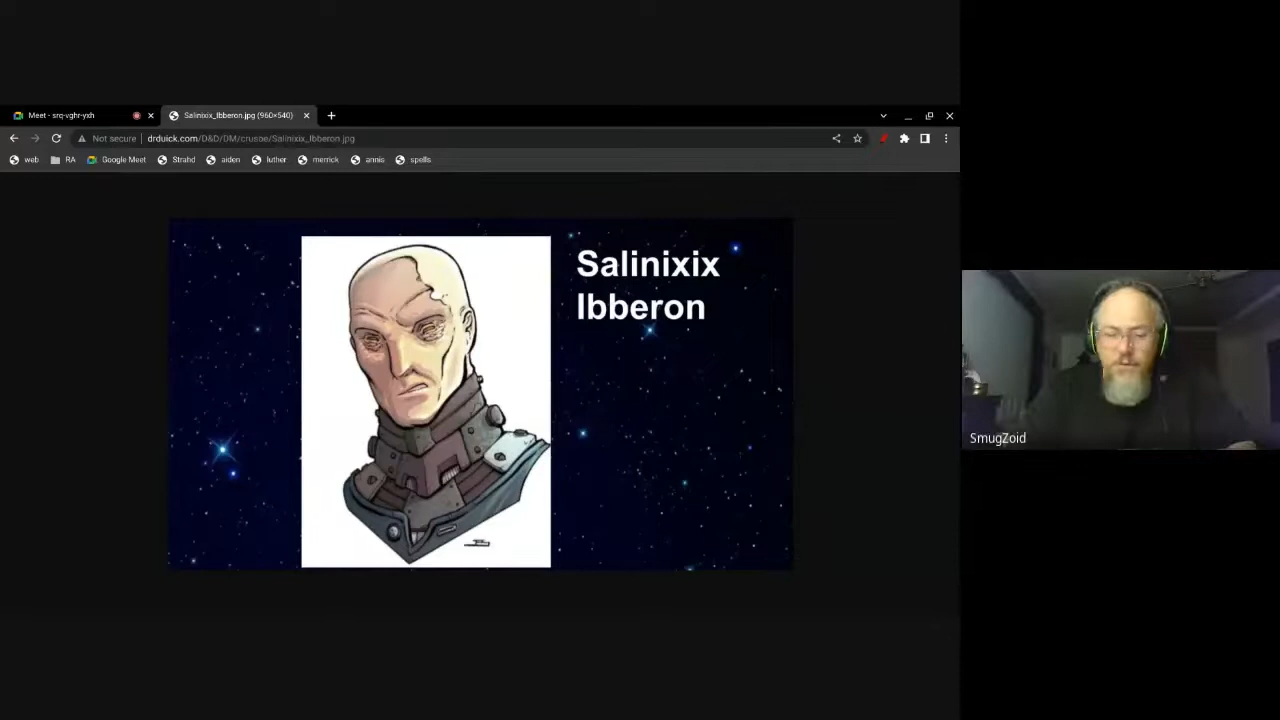 Meet - srq-vghr-yxh
Salinixix_Ibberon.jpg (960×540)
Not secure
drduick.com/D&D/DM/crusoe/Salinixix_Ibberon.jpg
web
RA
Google Meet
Strahd
aiden
luther
merrick
annis
spells
Salinixix
Ibberon
SmugZoid